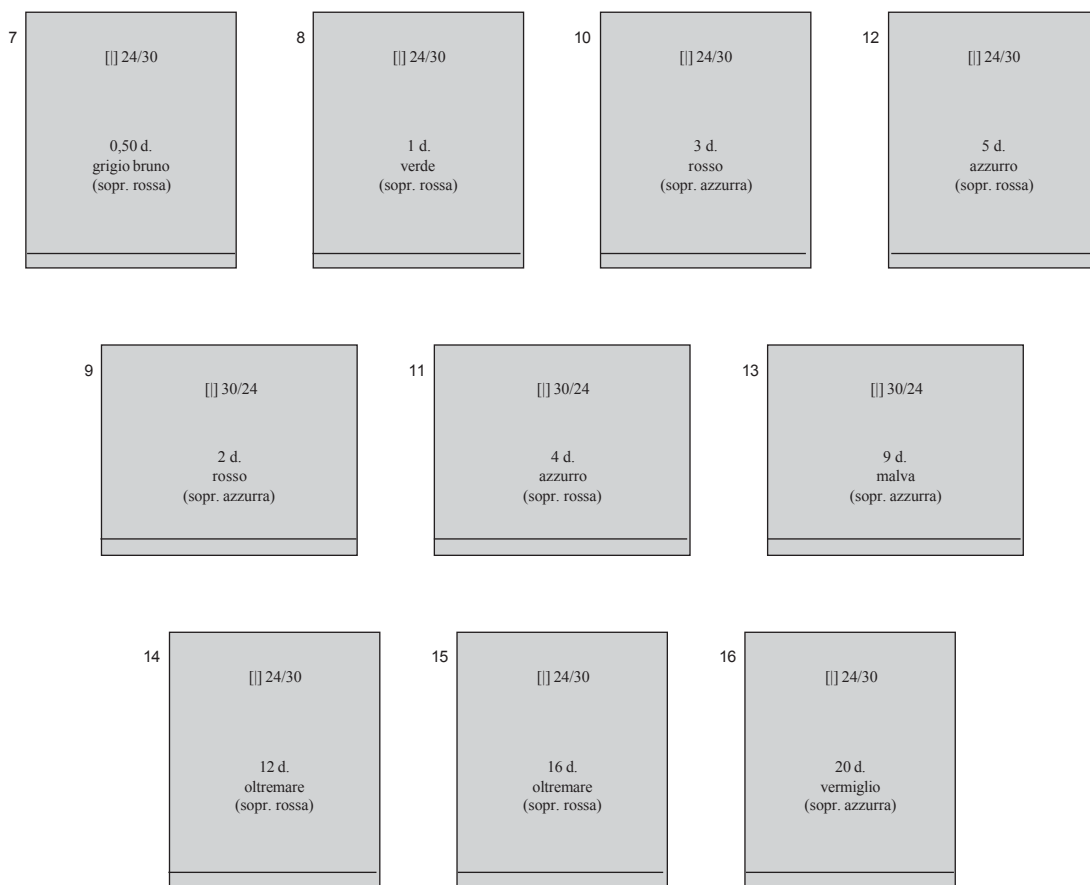 7
[|] 24/30
0,50 d.
grigio bruno
(sopr. rossa)
8
[|] 24/30
1 d.
verde
(sopr. rossa)
10
[|] 24/30
3 d.
rosso
(sopr. azzurra)
12
[|] 24/30
5 d.
azzurro
(sopr. rossa)
9
[|] 30/24
2 d.
rosso
(sopr. azzurra)
11
[|] 30/24
4 d.
azzurro
(sopr. rossa)
13
[|] 30/24
9 d.
malva
(sopr. azzurra)
14
[|] 24/30
12 d.
oltremare
(sopr. rossa)
15
[|] 24/30
16 d.
oltremare
(sopr. rossa)
16
[|] 24/30
20 d.
vermiglio
(sopr. azzurra)